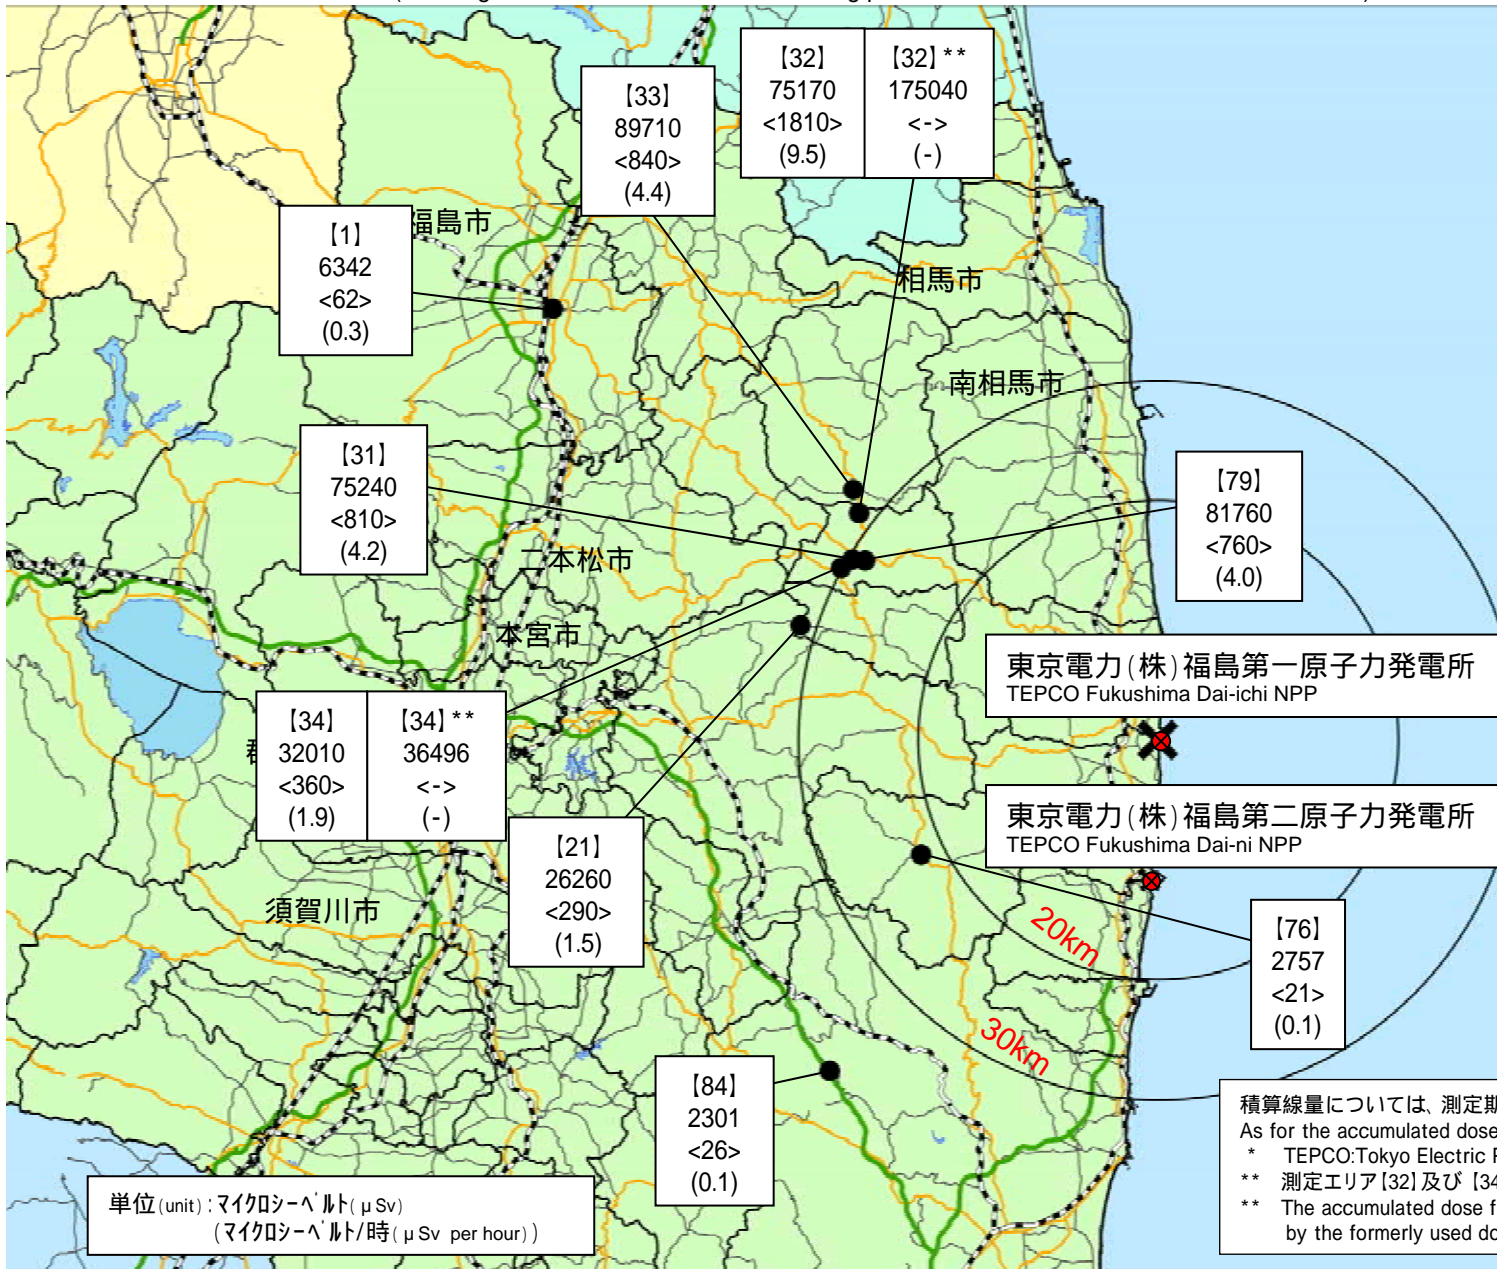 【32】
75170
<1810>
(9.5)
【32】**
175040
<->
(-)
【33】
89710
<840>
(4.4)
【1】
6342
<62>
(0.3)
福島市
相馬市
南相馬市
【31】
75240
<810>
(4.2)
【79】
81760
<760>
(4.0)
二本松市
本宮市
東京電力(株)福島第一原子力発電所
TEPCO Fukushima Dai-ichi NPP
【34】
32010
<360>
(1.9)
【34】**
36496
<->
(-)
東京電力(株)福島第二原子力発電所
TEPCO Fukushima Dai-ni NPP
【21】
26260
<290>
(1.5)
須賀川市
20km
【76】
2757
<21>
(0.1)
30km
【84】
2301
<26>
(0.1)
積算線量については、測定期
As for the accumulated dose
* TEPCO:Tokyo Electric
** 測定エリア【32】及び【34
** The accumulated dose
by the formerly used
単位(unit):マイクロシーベルト(μSv)
(マイクロシーベルト/時(μSv per hour))